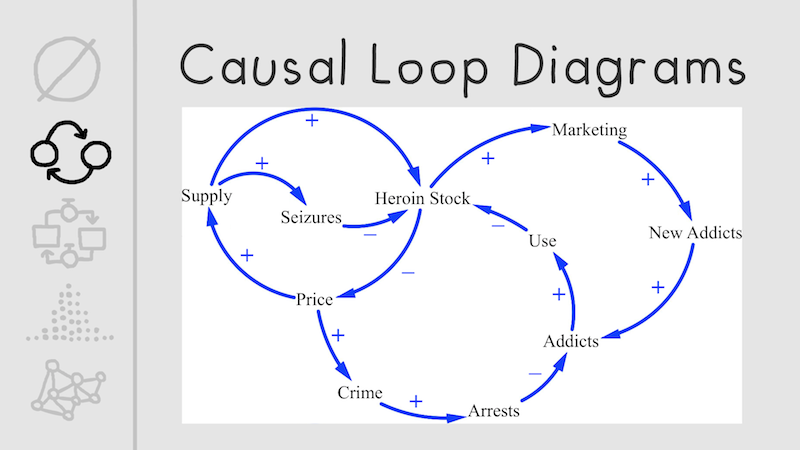 Causal Loop Diagrams
+
Marketing
+
+
+
Supply
Heroin Stock
Seizures
–
–
New Addicts
Use
+
–
+
+
Price
+
Addicts
–
Crime
+
Arrests